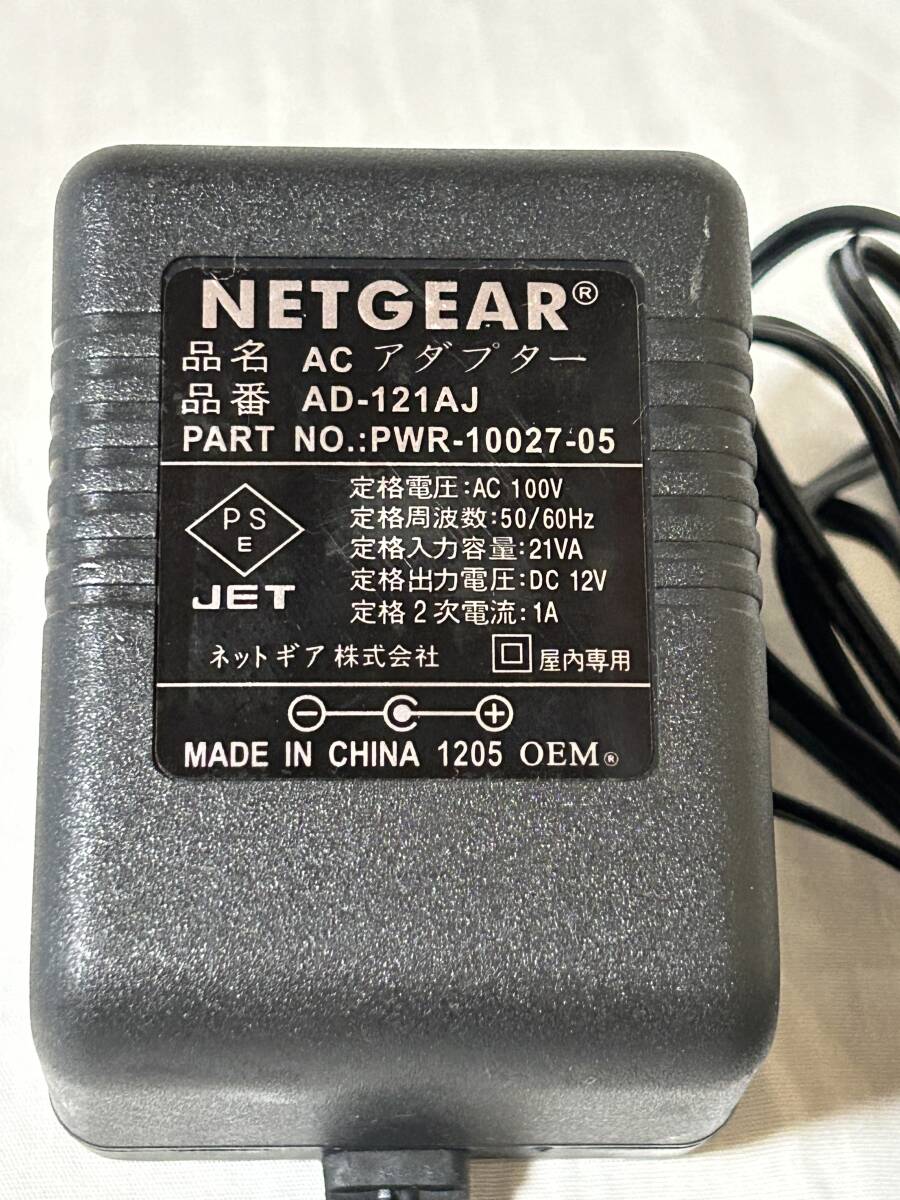 NETGEAR®
品名 AC アダプター
品番 AD-121AJ
PART NO.:PWR-10027-05
PS
E
JET
定格電圧:AC 100V
定格周波数:50/60Hz
定格入力容量:21VA
定格出力電圧:DC 12V
定格2次電流:1A
ネットギア株式会社 屋内専用
MADE IN CHINA 1205 OEM®